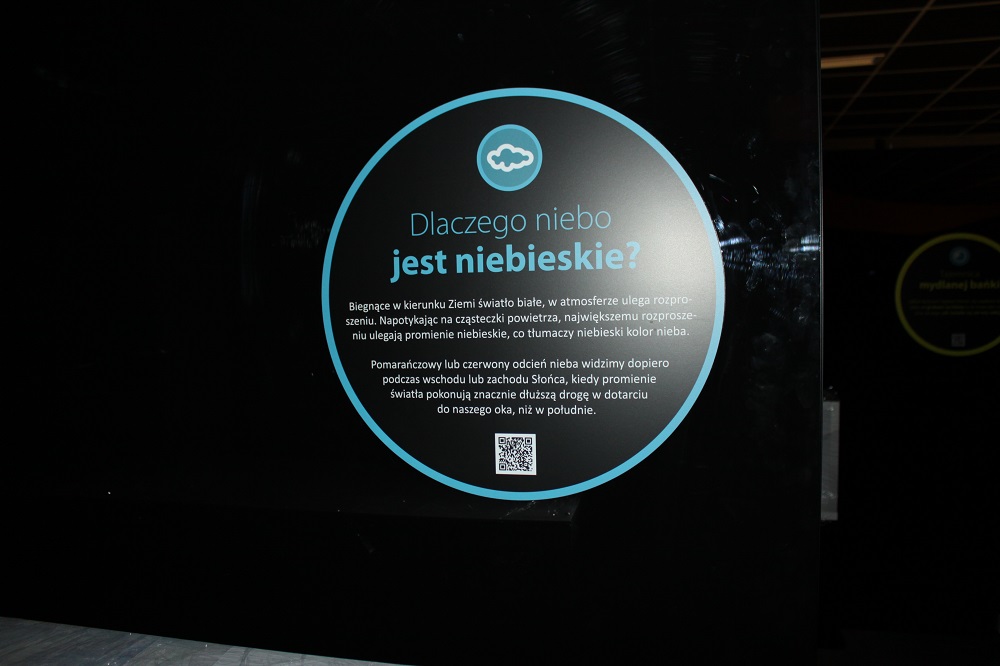 Dlaczego niebo
jest niebieskie?
Biegnące w kierunku Ziemi światło białe, w atmosferze ulega rozpro-
szeniu. Napotykając na cząsteczki powietrza, największemu rozprosze-
niu ulegają promienie niebieskie, co tłumaczy niebieski kolor nieba.
Pomarańczowy lub czerwony odcień nieba widzimy dopiero
podczas wschodu lub zachodu Słońca, kiedy promienie
światła pokonują znacznie dłuższą drogę w dotarciu
do naszego oka, niż w południe.
mydlanej bańki